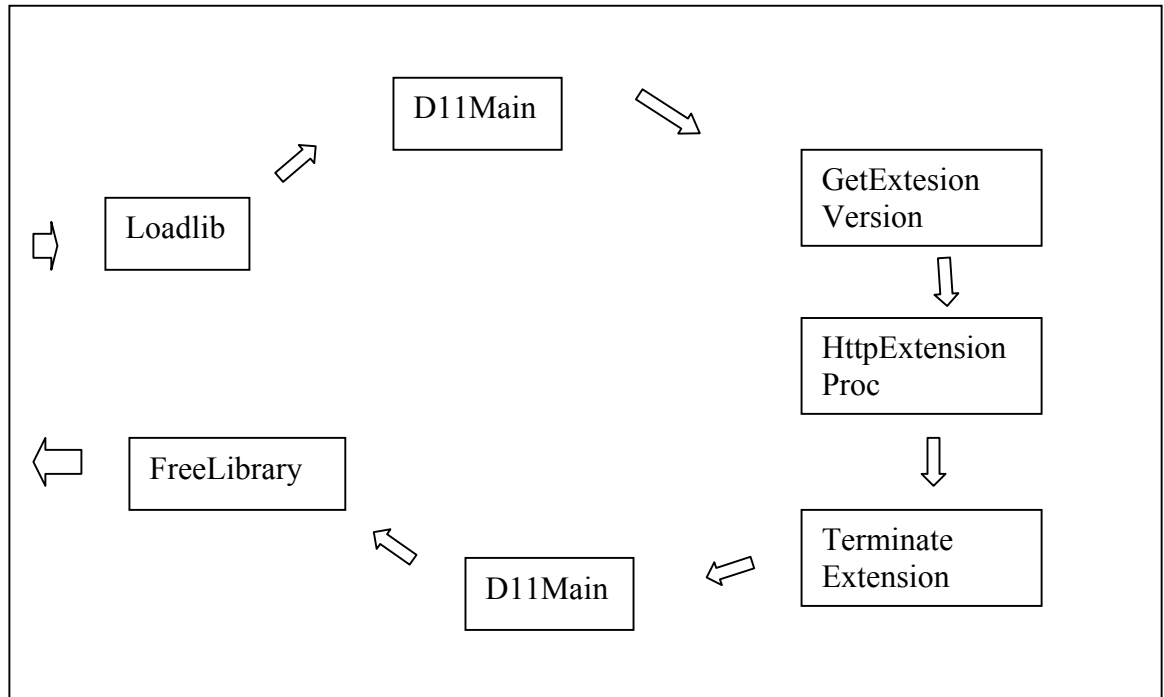 D11Main
GetExtesion
Version
Loadlib
HttpExtension
Proc
FreeLibrary
Terminate
Extension
D11Main